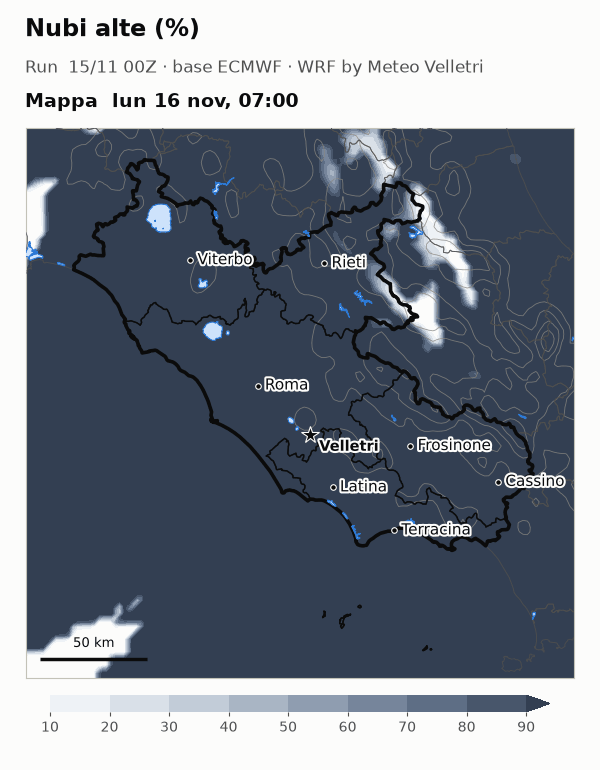 Nubi alte (%)
Run 15/11 00Z · base ECMWF · WRF by Meteo Velletri
Mappa lun 16 nov, 07:00
Viterbo
Rieti
Roma
Velletri
Frosinone
Cassino
Latina
Terracina
50 km
10 20 30 40 50 60 70 80 90